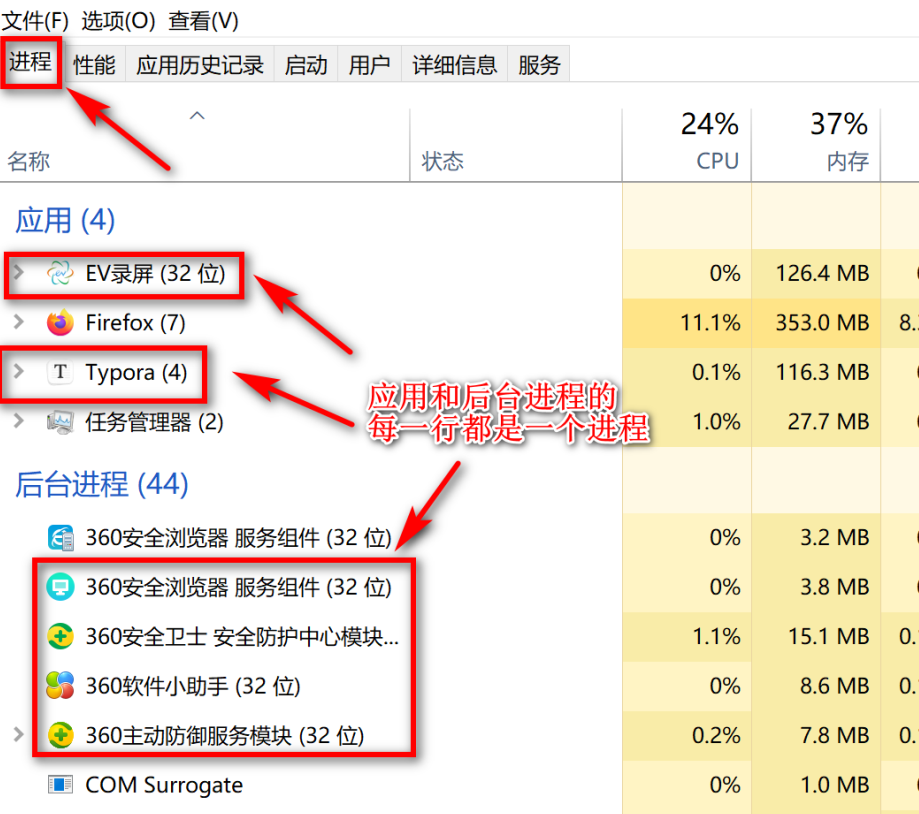 文件(F) 选项(O) 查看(V)
进程 性能 应用历史记录 启动 用户 详细信息 服务
24% 37%
名称 状态 CPU 内存
应用 (4)
EV录屏 (32 位) 0% 126.4 MB
Firefox (7) 11.1% 353.0 MB 8.
T Typora (4) 0.1% 116.3 MB
应用和后台进程的
每一行都是一个进程
任务管理器 (2) 1.0% 27.7 MB
后台进程 (44)
360安全浏览器 服务组件 (32 位) 0% 3.2 MB
360安全浏览器 服务组件 (32 位) 0% 3.8 MB
360安全卫士 安全防护中心模块... 1.1% 15.1 MB 0.
360软件小助手 (32 位) 0% 8.6 MB 0.
360主动防御服务模块 (32 位) 0.2% 7.8 MB 0.
COM Surrogate 0% 1.0 MB